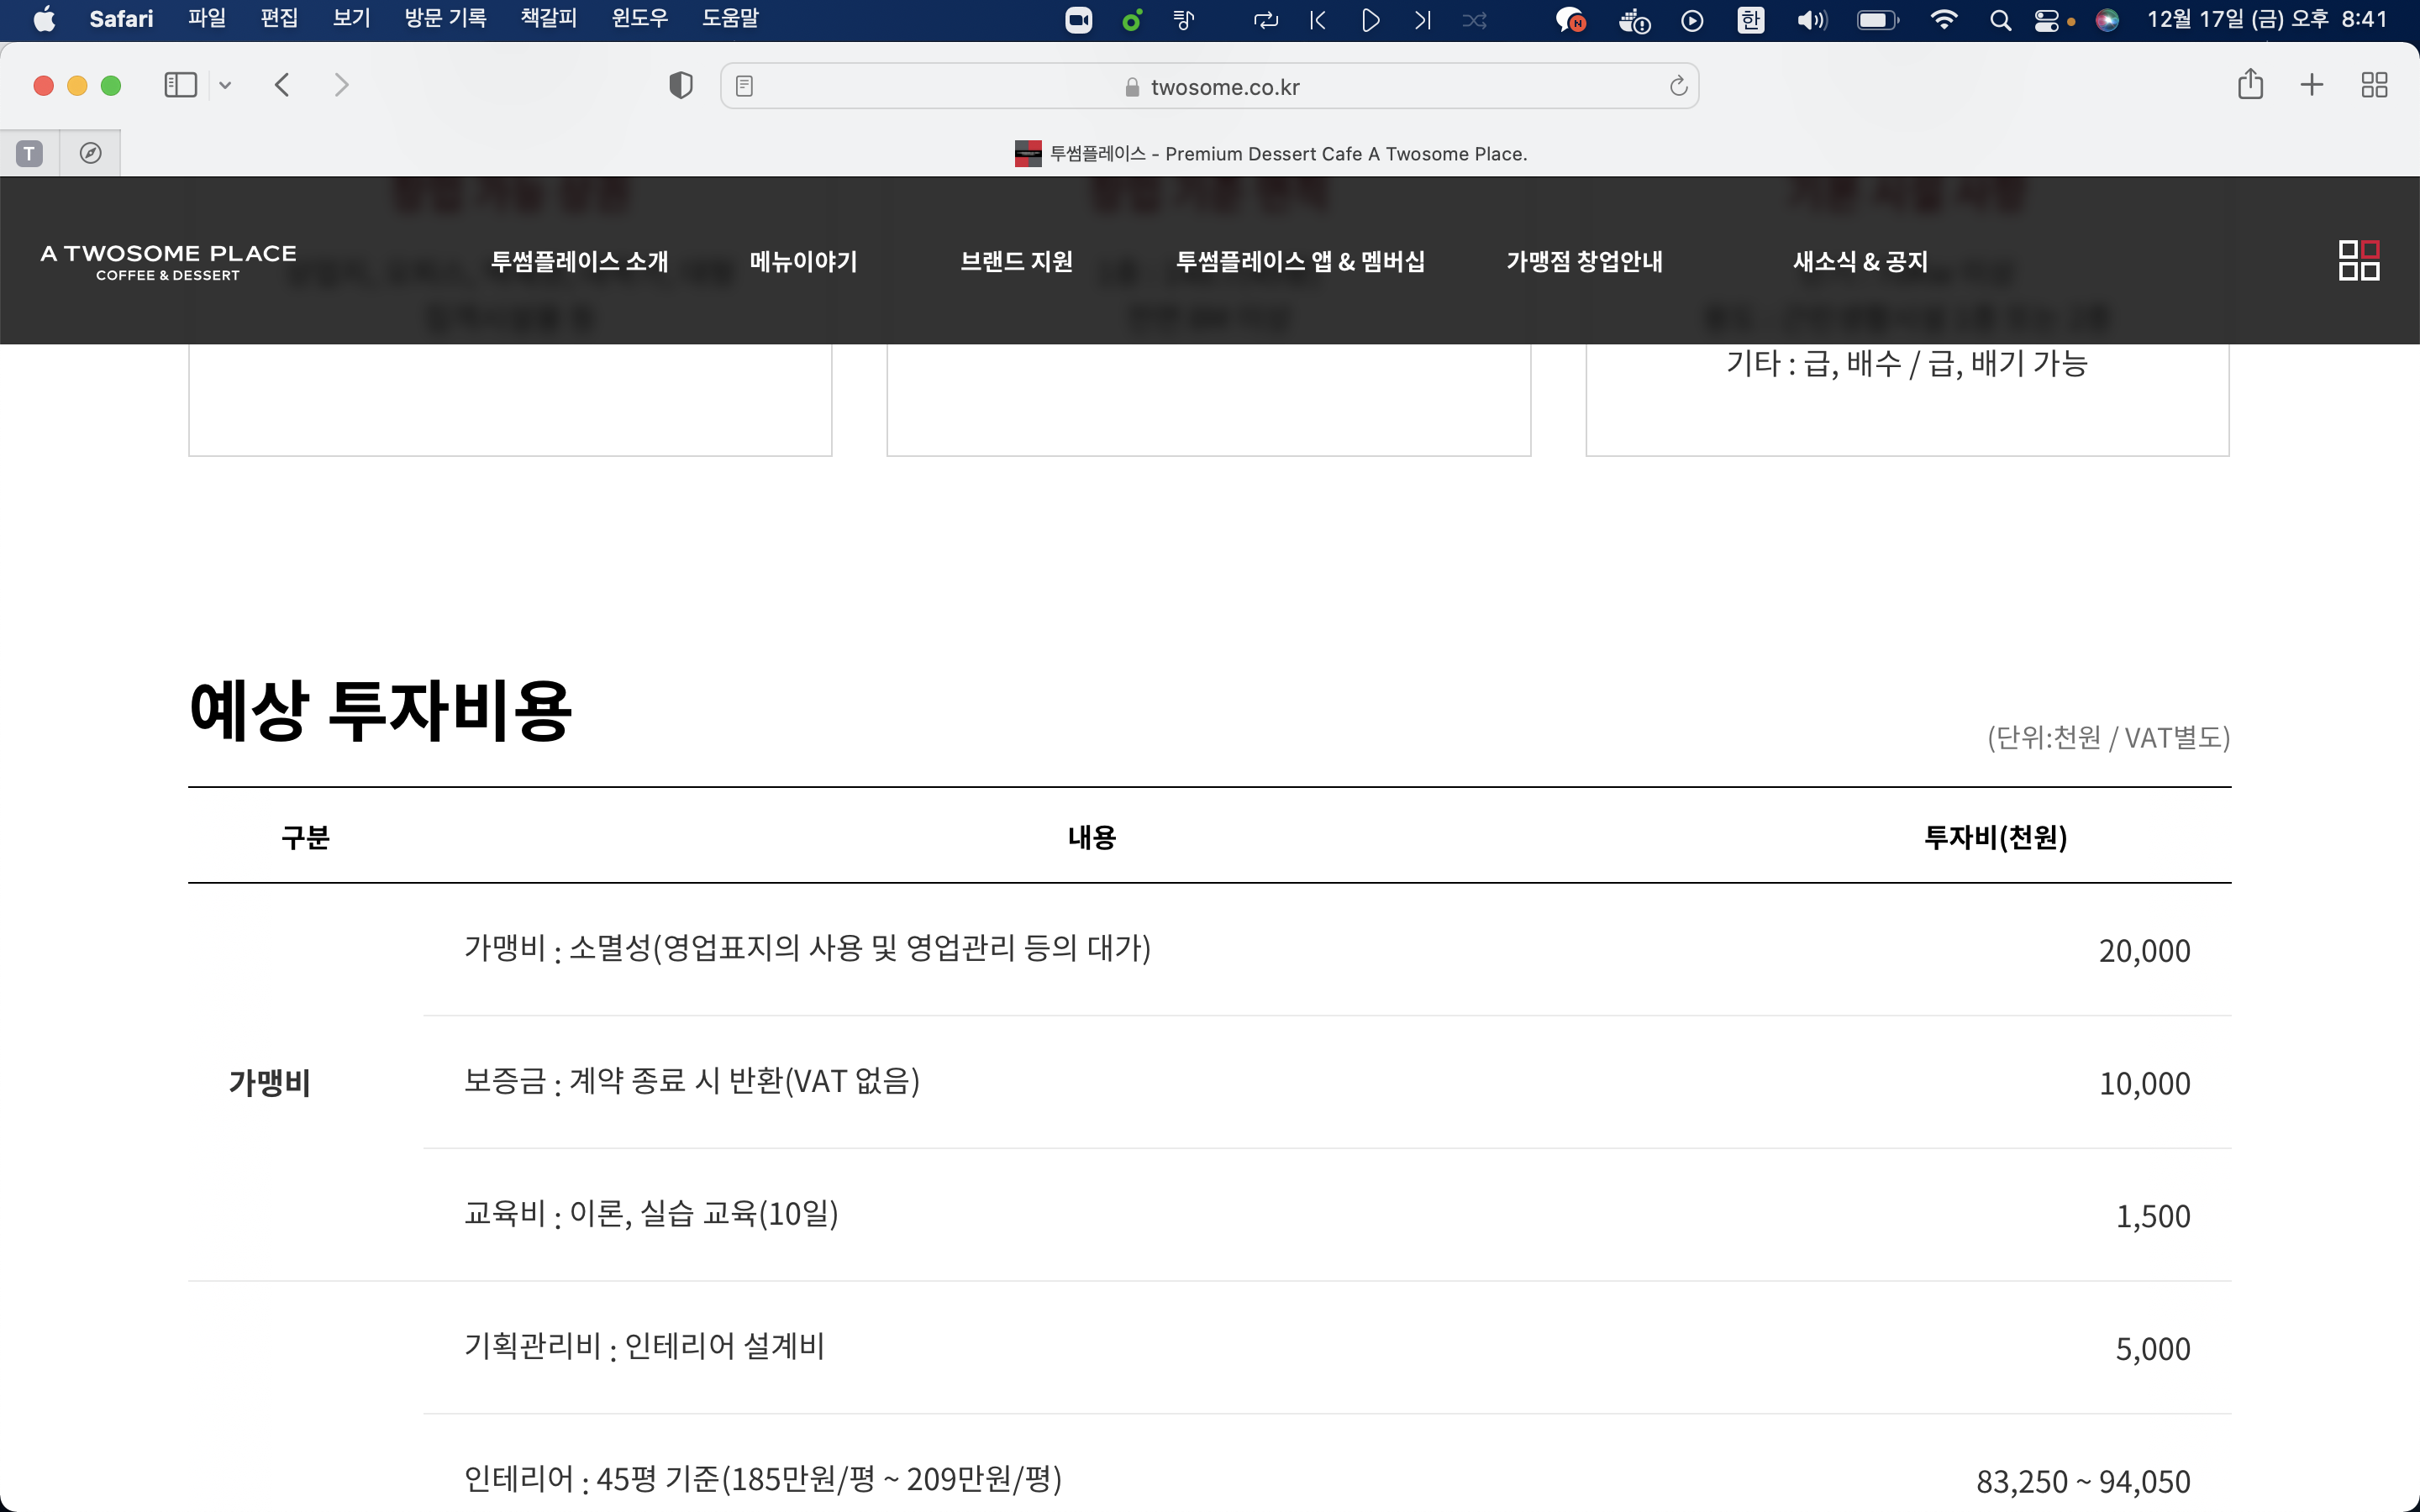 Safari 파일 편집 보기 방문 기록 책갈피 윈도우 도움말 한 12월 17일 (금) 오후 8:41
twosome.co.kr
T 투썸플레이스 - Premium Dessert Cafe A Twosome Place.
A TWOSOME PLACE
COFFEE & DESSERT
투썸플레이스 소개 메뉴이야기 브랜드 지원 투썸플레이스 앱 & 멤버십 가맹점 창업안내 새소식 & 공지
기타 : 급, 배수 / 급, 배기 가능
예상 투자비용
(단위:천원 / VAT별도)
구분 내용 투자비(천원)
가맹비 : 소멸성(영업표지의 사용 및 영업관리 등의 대가) 20,000
가맹비 보증금 : 계약 종료 시 반환(VAT 없음) 10,000
교육비 : 이론, 실습 교육(10일) 1,500
기획관리비 : 인테리어 설계비 5,000
인테리어 : 45평 기준(185만원/평 ~ 209만원/평) 83,250 ~ 94,050